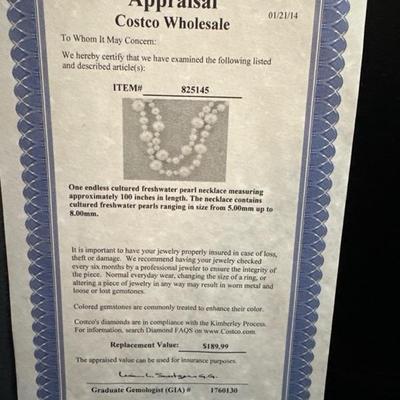 Appraisal
Costco Wholesale
01/21/14
To Whom It May Concern:
We hereby certify that we have examined the following listed
and described article(s):
ITEM# 825145
One endless cultured freshwater pearl necklace measuring
approximately 100 inches in length. The necklace contains
cultured freshwater pearls ranging in size from 5.00mm up to
8.00mm.
It is important to have your jewelry properly insured in case of loss,
theft or damage. We recommend having your jewelry checked
every six months by a professional jeweler to ensure the integrity of
the piece. Normal everyday wear, changing the size of a ring, or
altering a piece of jewelry in any way may result in worn metal and
loose or lost gemstones.
Colored gemstones are commonly treated to enhance their color.
Costco's diamonds are in compliance with the Kimberley Process.
For information, search Diamond FAQS on www.Costco.com.
Replacement Value: $189.99
The appraised value can be used for insurance purposes.
Graduate Gemologist (GIA) # 1760130